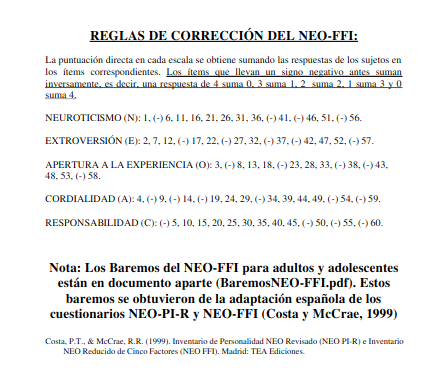 REGLAS DE CORRECCIÓN DEL NEO-FFI:
La puntuación directa en cada escala se obtiene sumando las respuestas de los sujetos en
los ítems correspondientes. Los ítems que llevan un signo negativo antes suman
inversamente, es decir, una respuesta de 4 suma 0, 3 suma 1, 2 suma 2, 1 suma 3 y 0
suma 4.
NEUROTICISMO (N): 1, (-) 6, 11, 16, 21, 26, 31, 36, (-) 41, (-) 46, 51, (-) 56.
EXTROVERSIÓN (E): 2, 7, 12, (-) 17, 22, (-) 27, 32, (-) 37, (-) 42, 47, 52, (-) 57.
APERTURA A LA EXPERIENCIA (O): 3, (-) 8, 13, 18, (-) 23, 28, 33, (-) 38, (-) 43,
48, 53, (-) 58.
CORDIALIDAD (A): 4, (-) 9, (-) 14, (-) 19, 24, 29, (-) 34, 39, 44, 49, (-) 54, (-) 59.
RESPONSABILIDAD (C): (-) 5, 10, 15, 20, 25, 30, 35, 40, 45, (-) 50, (-) 55, (-) 60.
Nota: Los Baremos del NEO-FFI para adultos y adolescentes
están en documento aparte (BaremosNEO-FFI.pdf). Estos
baremos se obtuvieron de la adaptación española de los
cuestionarios NEO-PI-R y NEO-FFI (Costa y McCrae, 1999)
Costa, P.T., & McCrae, R.R. (1999). Inventario de Personalidad NEO Revisado (NEO PI-R) e Inventario
NEO Reducido de Cinco Factores (NEO FFI). Madrid: TEA Ediciones.